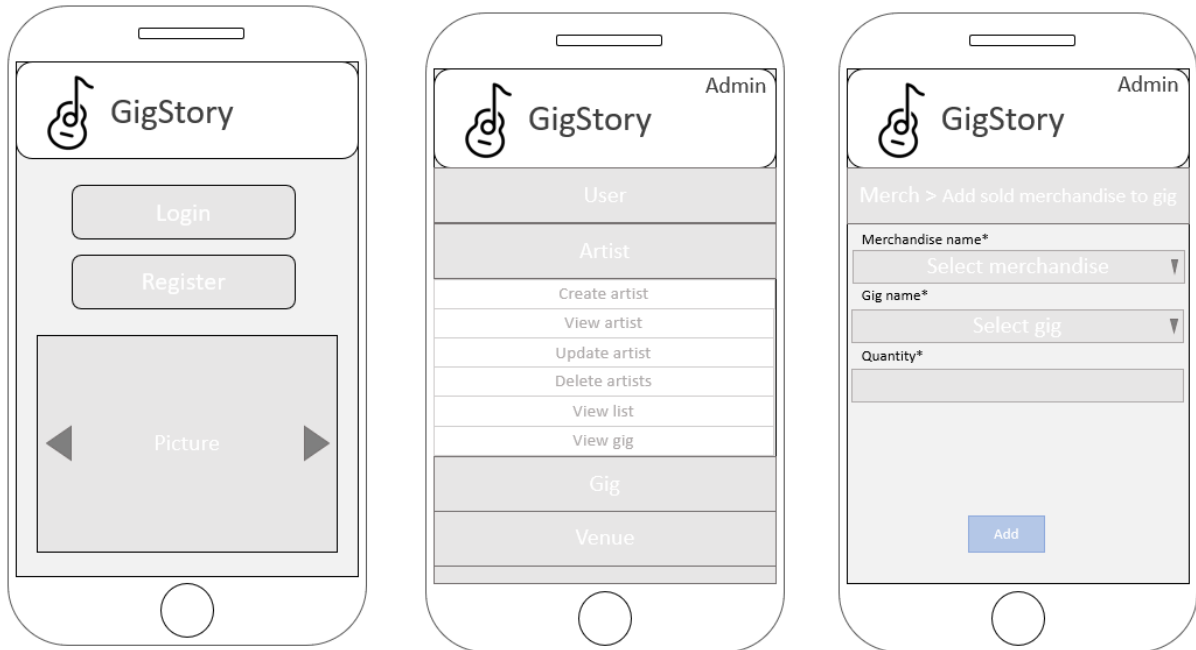 GigStory
Login
Register
Picture
Admin
GigStory
User
Artist
Create artist
View artist
Update artist
Delete artists
View list
View gig
Gig
Venue
Admin
GigStory
Merch > Add sold merchandise to gig
Merchandise name*
Select merchandise
Gig name*
Select gig
Quantity*
Add